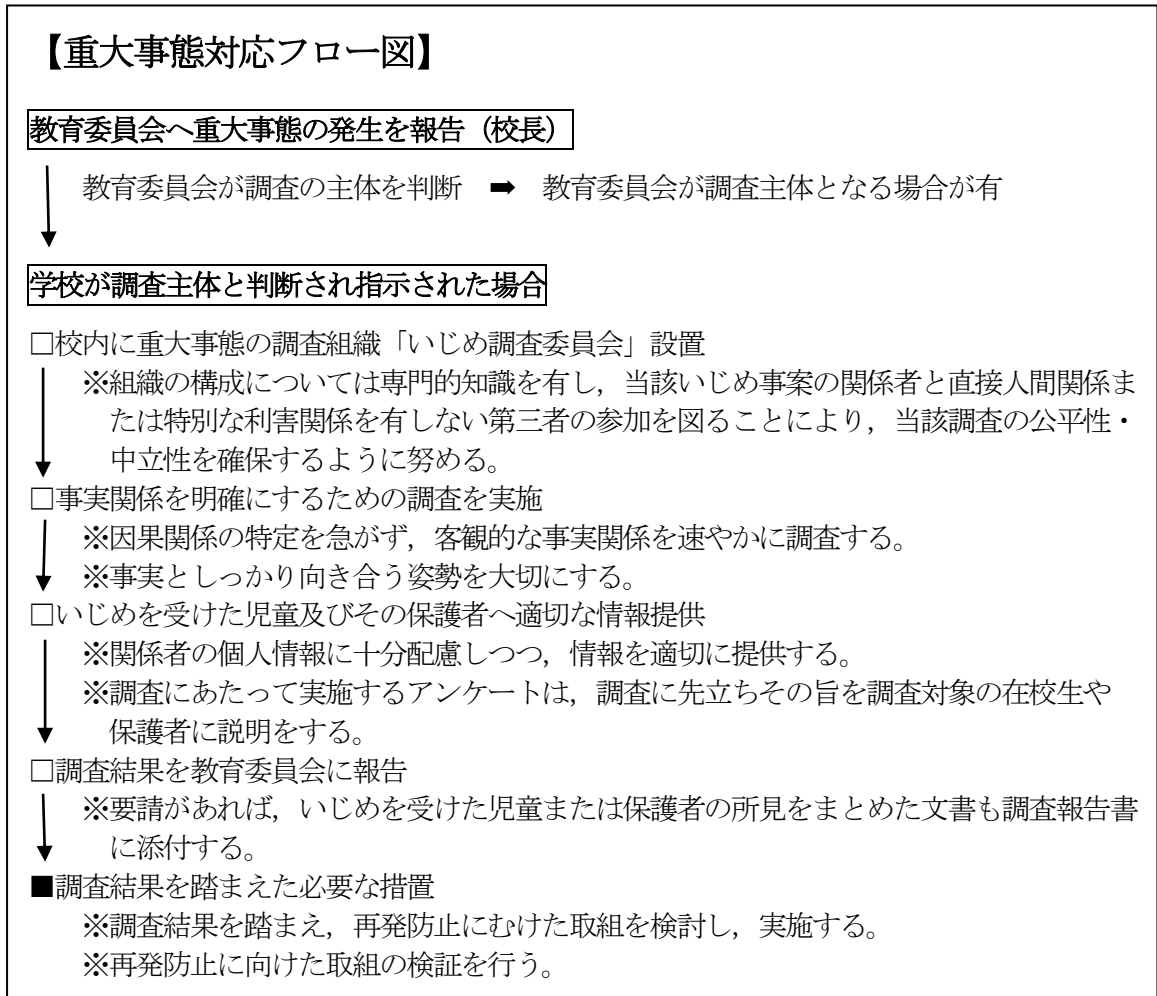 【重大事態対応フロー図】
教育委員会へ重大事態の発生を報告（校長）
教育委員会が調査の主体を判断 ➡ 教育委員会が調査主体となる場合が有
学校が調査主体と判断され指示された場合
□校内に重大事態の調査組織「いじめ調査委員会」設置
※組織の構成については専門的知識を有し，当該いじめ事案の関係者と直接人間関係ま
たは特別な利害関係を有しない第三者の参加を図ることにより，当該調査の公平性・
中立性を確保するように努める。
□事実関係を明確にするための調査を実施
※因果関係の特定を急がず，客観的な事実関係を速やかに調査する。
※事実としっかり向き合う姿勢を大切にする。
□いじめを受けた児童及びその保護者へ適切な情報提供
※関係者の個人情報に十分配慮しつつ，情報を適切に提供する。
※調査にあたって実施するアンケートは，調査に先立ちその旨を調査対象の在校生や
保護者に説明をする。
□調査結果を教育委員会に報告
※要請があれば，いじめを受けた児童または保護者の所見をまとめた文書も調査報告書
に添付する。
■調査結果を踏まえた必要な措置
※調査結果を踏まえ，再発防止にむけた取組を検討し，実施する。
※再発防止に向けた取組の検証を行う。